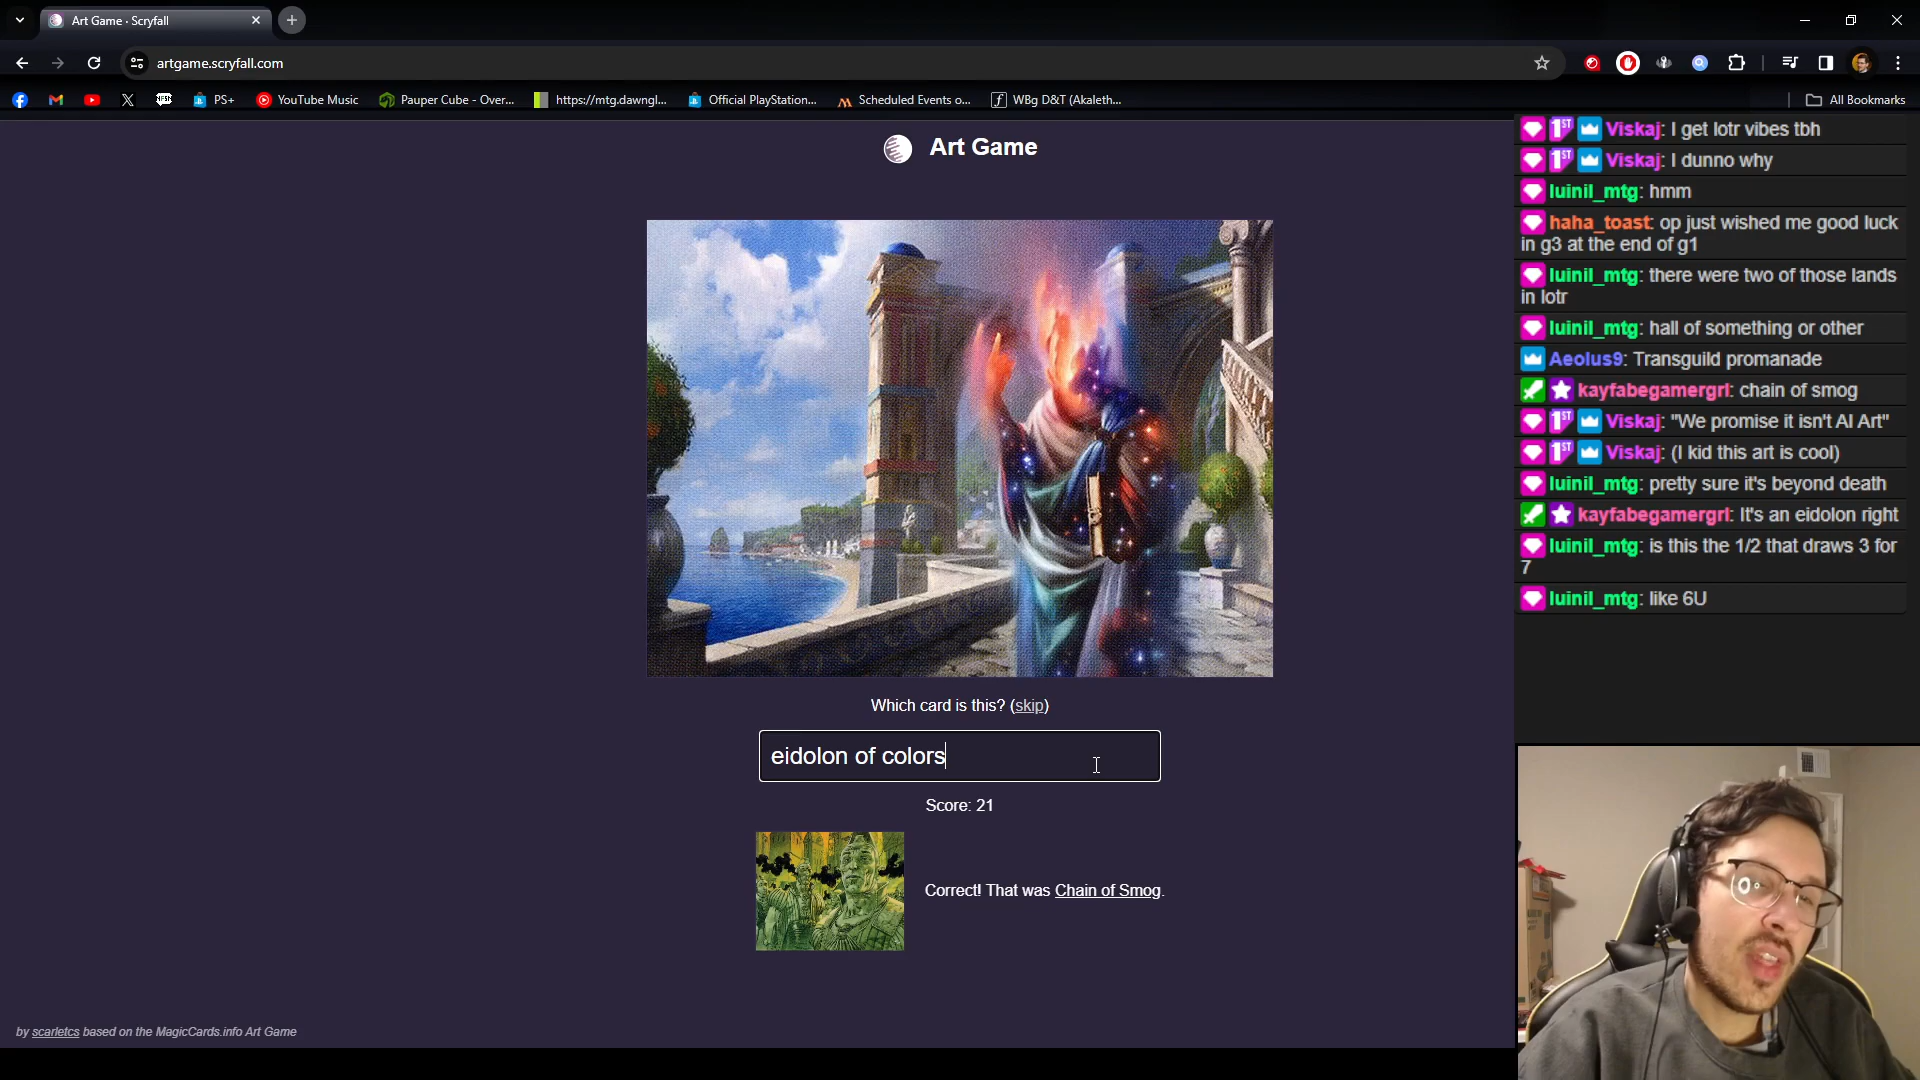 Art Game · Scryfall
artgame.scryfall.com
PS+
YouTube Music
Pauper Cube - Over...
https://mtg.dawngl...
Official PlayStation...
Scheduled Events o...
WBg D&T (Akaleth...
All Bookmarks
Art Game
Viskaj: I get lotr vibes tbh
Viskaj: I dunno why
luinil_mtg: hmm
haha_toast: op just wished me good luck
in g3 at the end of g1
luinil_mtg: there were two of those lands
in lotr
luinil_mtg: hall of something or other
Aeolus9: Transguild promanade
kayfabegamergrl: chain of smog
Viskaj: "We promise it isn't AI Art"
Viskaj: (I kid this art is cool)
luinil_mtg: pretty sure it's beyond death
kayfabegamergrl: It's an eidolon right
luinil_mtg: is this the 1/2 that draws 3 for
7
luinil_mtg: like 6U
Which card is this? (skip)
eidolon of colors
Score: 21
Correct! That was Chain of Smog.
by scarletcs based on the MagicCards.info Art Game